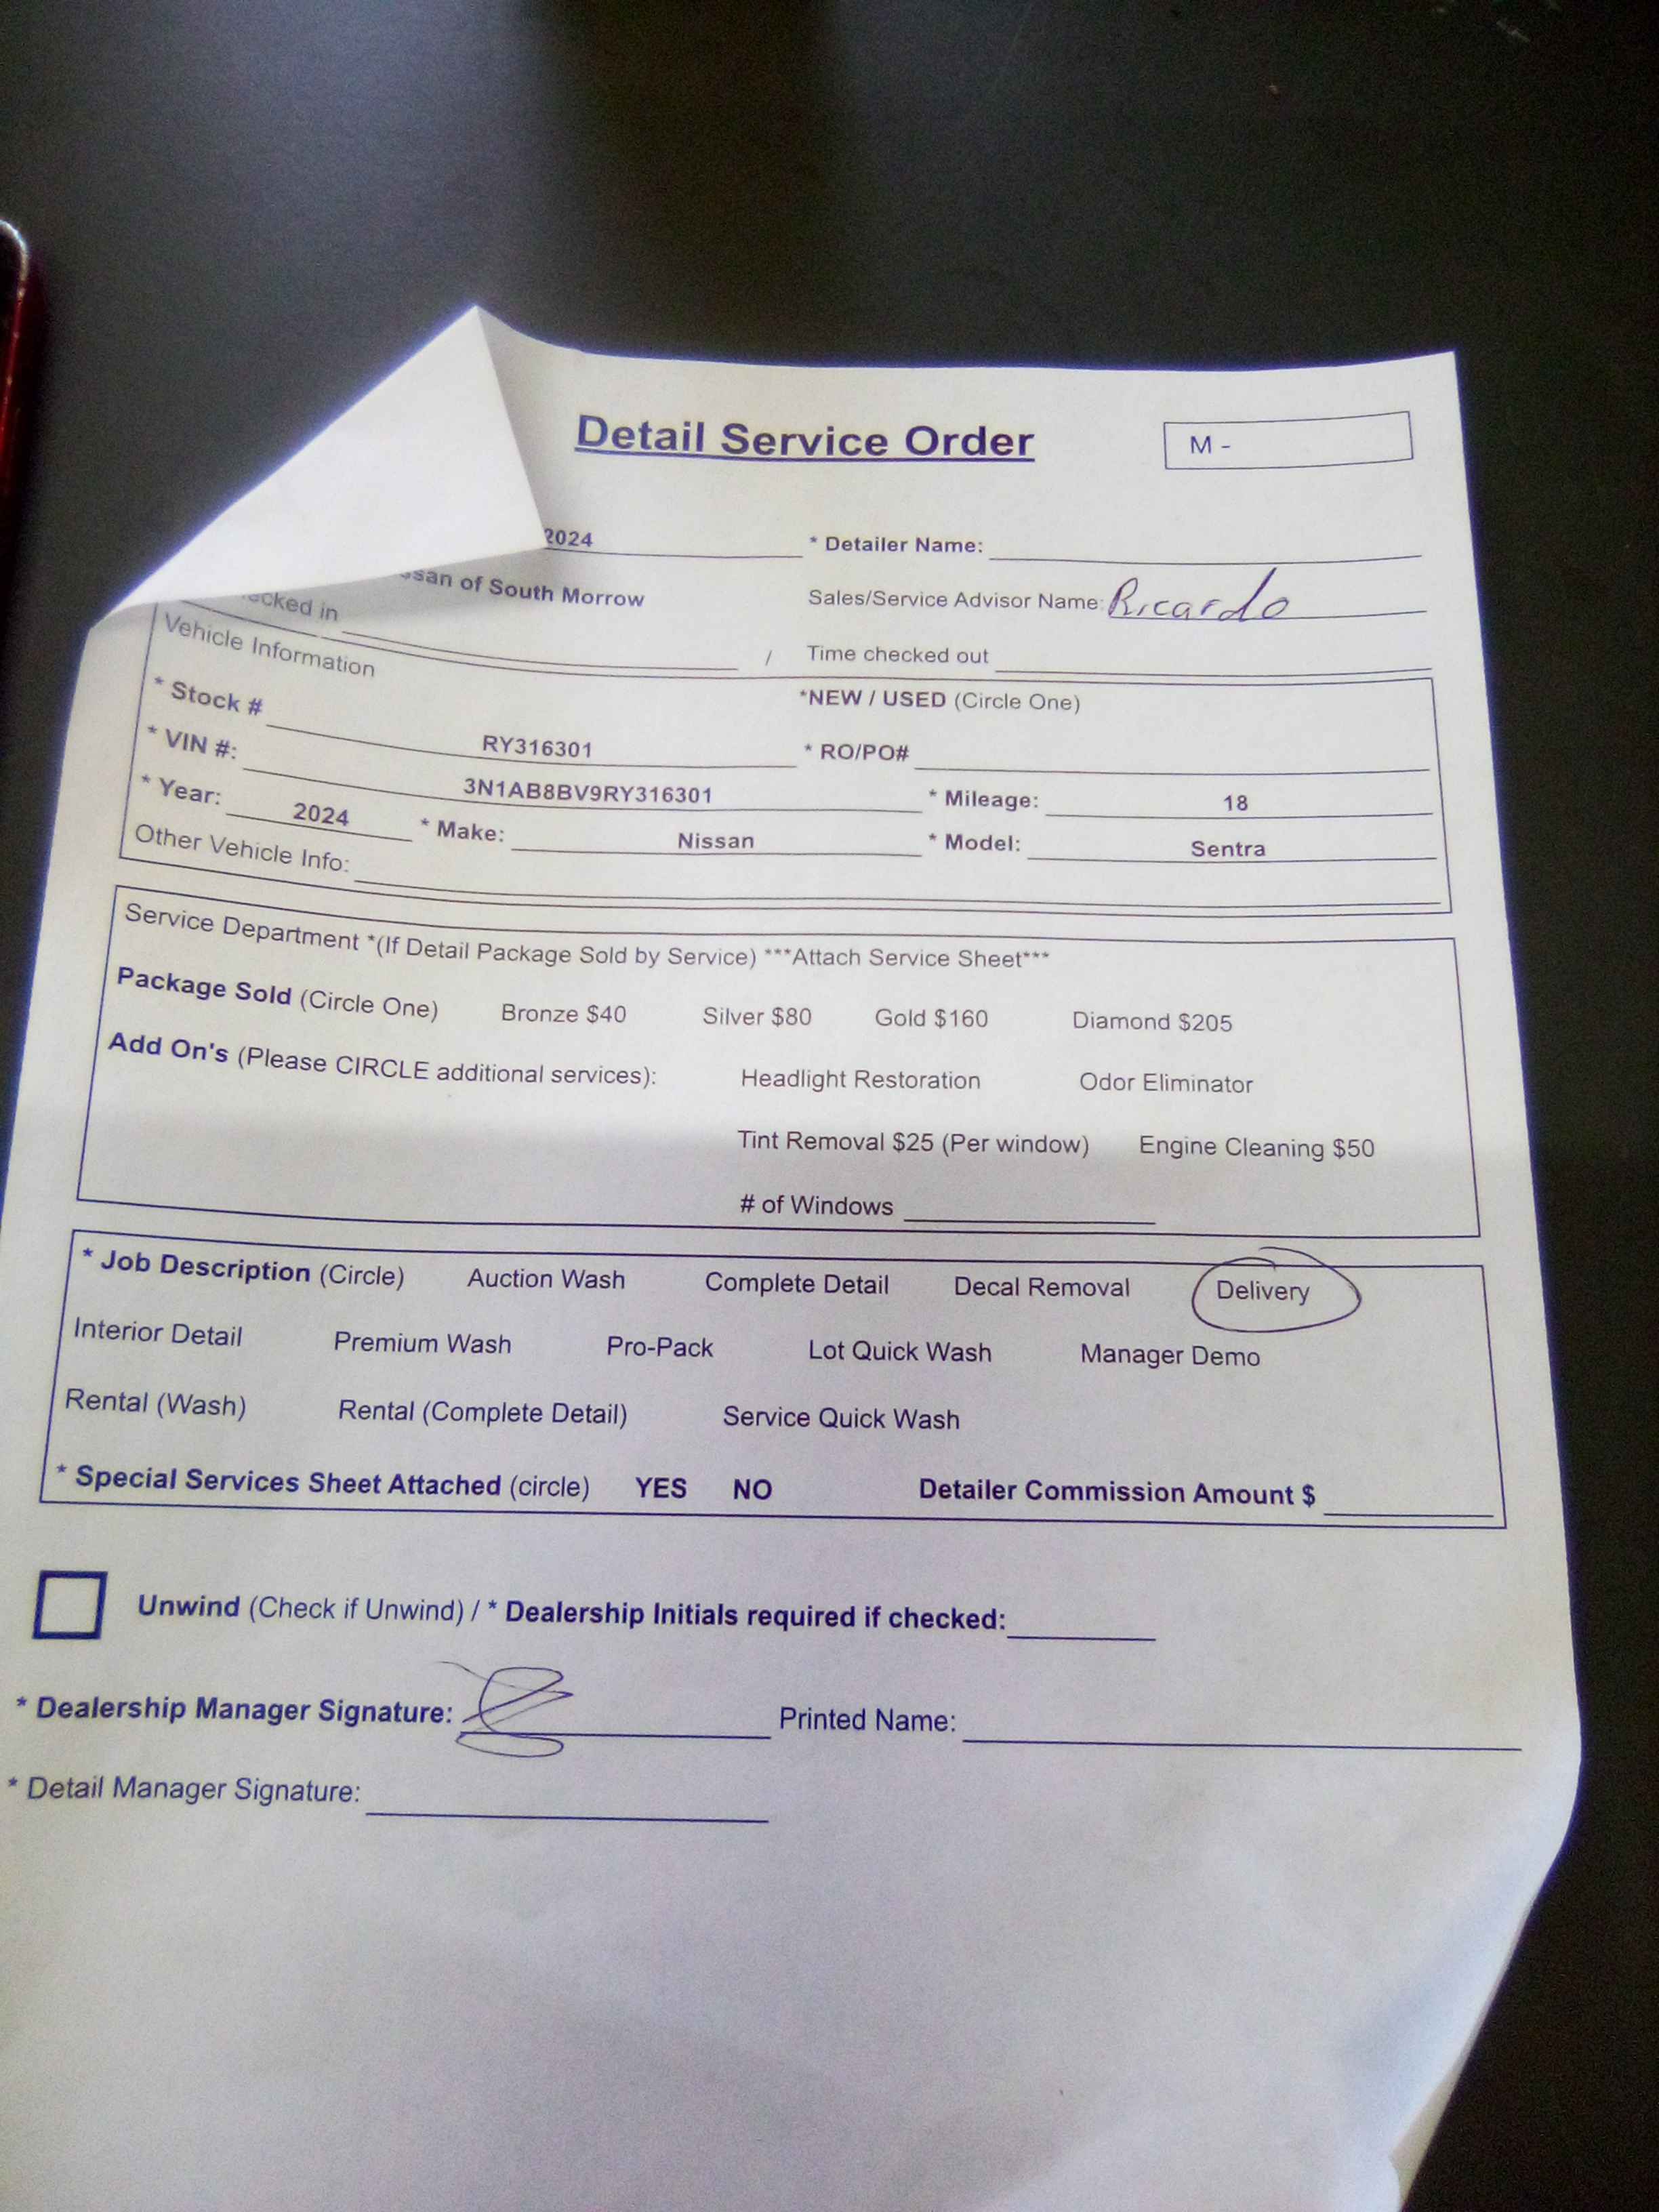 Detail Service Order
M -
2024 * Detailer Name:
of South Morrow Sales/Service Advisor Name: Ricardo
in / Time checked out
Vehicle Information
*NEW / USED (Circle One)
* Stock # RY316301 * RO/PO#
* VIN #: 3N1AB8BV9RY316301 * Mileage: 18
* Year: 2024 * Make: Nissan * Model: Sentra
Other Vehicle Info:
Service Department *(If Detail Package Sold by Service) ***Attach Service Sheet***
Package Sold (Circle One) Bronze $40 Silver $80 Gold $160 Diamond $205
Add On's (Please CIRCLE additional services): Headlight Restoration Odor Eliminator
Tint Removal $25 (Per window) Engine Cleaning $50
# of Windows
* Job Description (Circle) Auction Wash Complete Detail Decal Removal Delivery
Interior Detail Premium Wash Pro-Pack Lot Quick Wash Manager Demo
Rental (Wash) Rental (Complete Detail) Service Quick Wash
* Special Services Sheet Attached (circle) YES NO Detailer Commission Amount $
Unwind (Check if Unwind) / * Dealership Initials required if checked:
* Dealership Manager Signature: Printed Name:
* Detail Manager Signature: